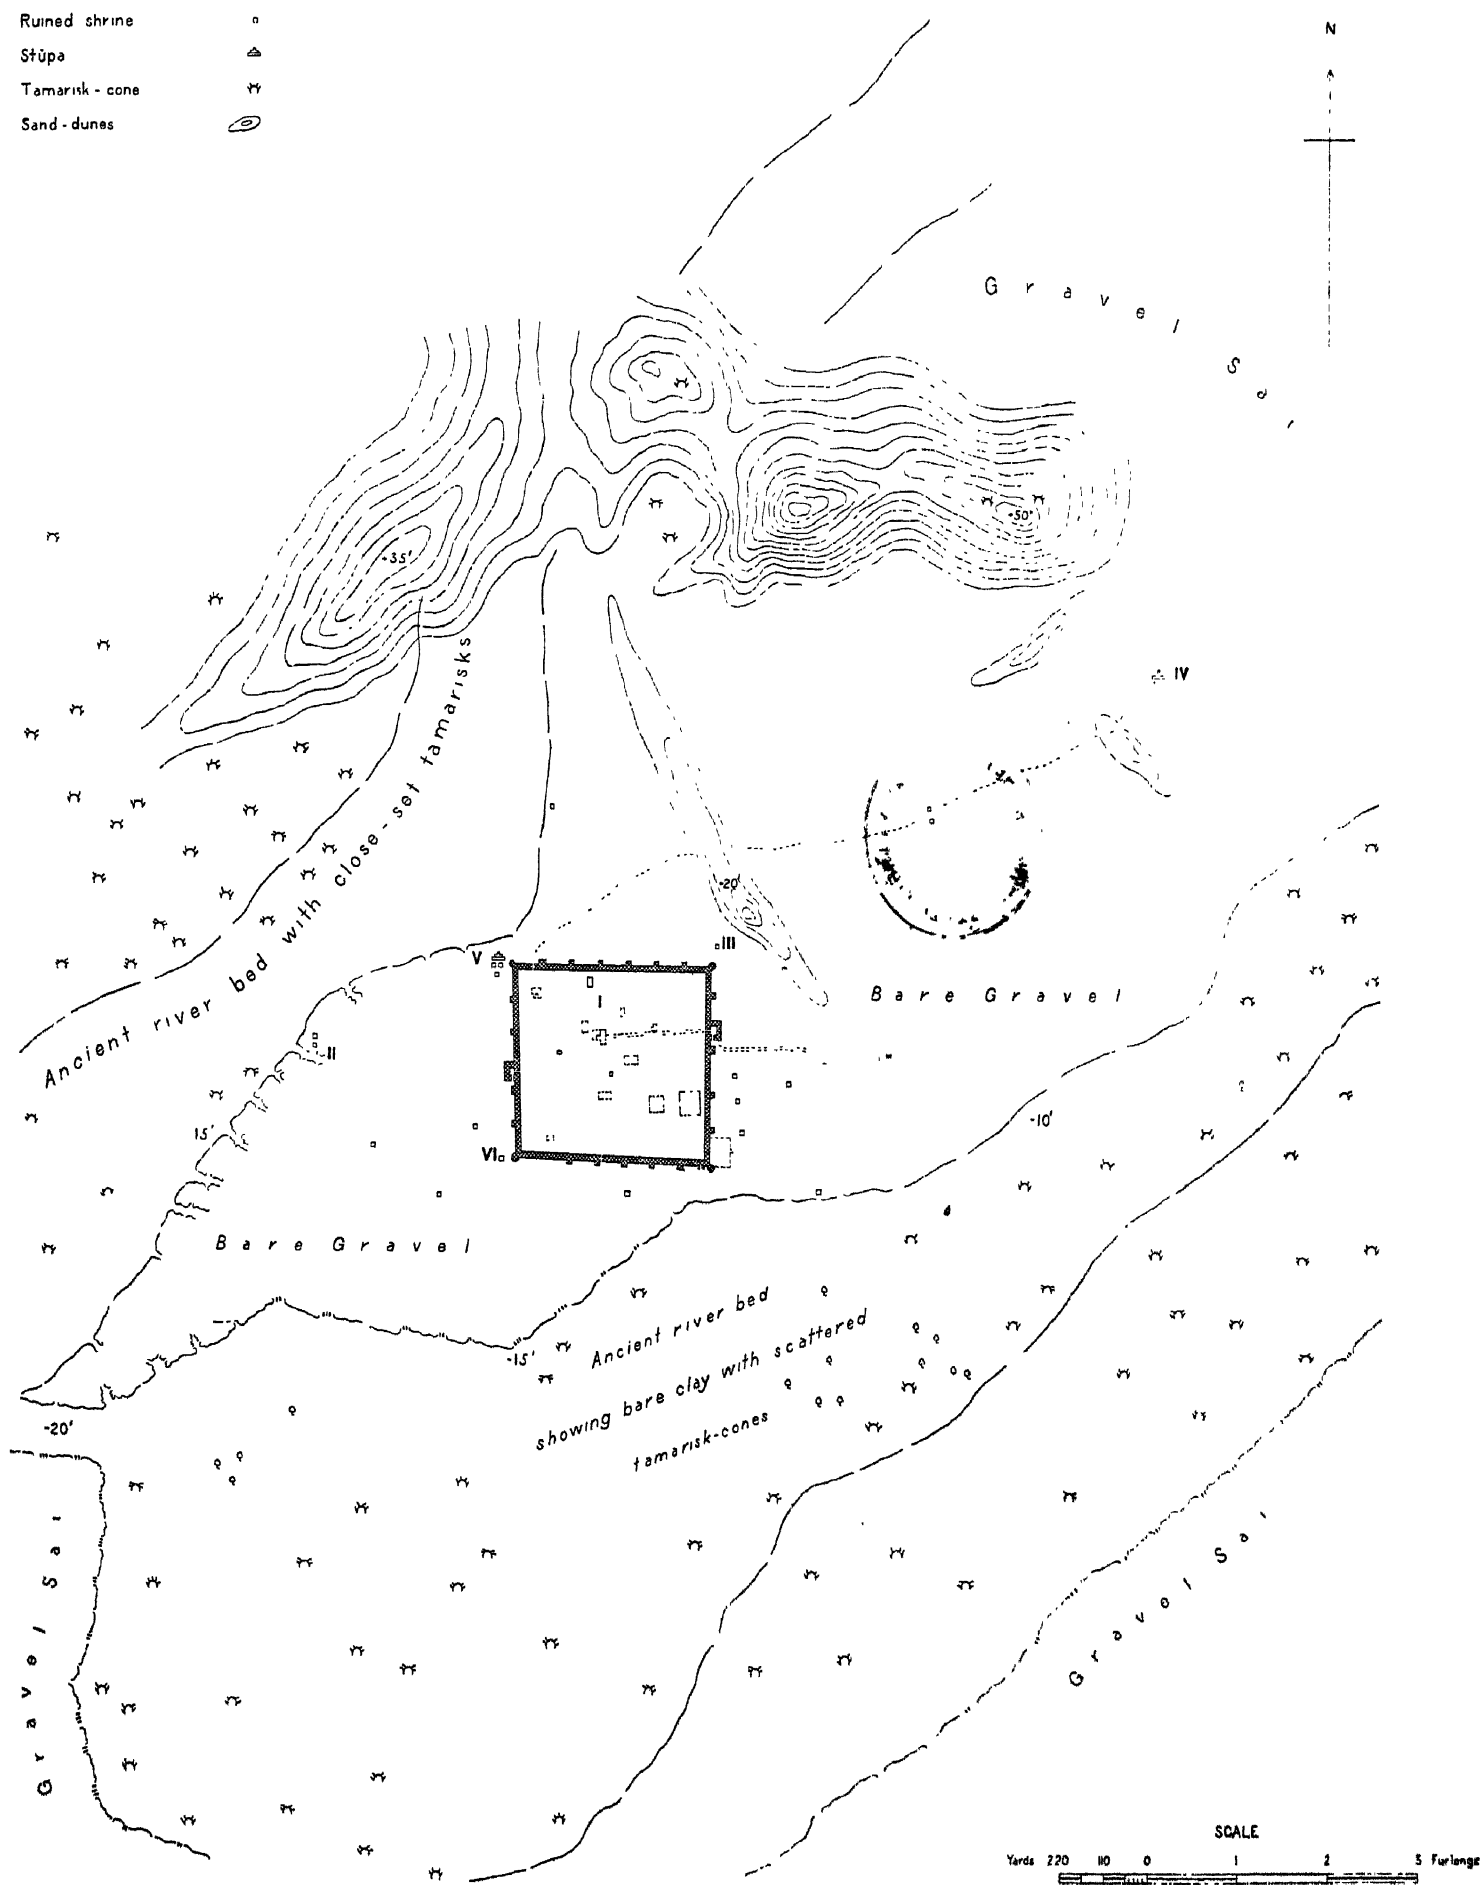 Ruined shrine
Stūpa
Tamarisk - cone
Sand - dunes
N
Gravel Sai
+35'
+50'
IV
Ancient river bed with close-set tamarisks
-20'
III
V
I
Bare Gravel
II
15'
-10'
VI
Bare Gravel
-15'
Ancient river bed
showing bare clay with scattered
tamarisk-cones
-20'
Gravel Sai
Gravel Sai
SCALE
Yards 220 110 0 1 2 3 Furlongs